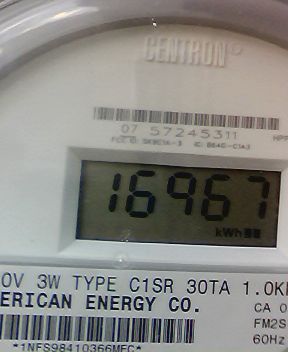 CENTRON®
07 57245311
16967
kWh
0V 3W TYPE C1SR 30TA 1.0K
ERICAN ENERGY CO.
CA 0
FM2S
60Hz
*1NFS98410366MFC*